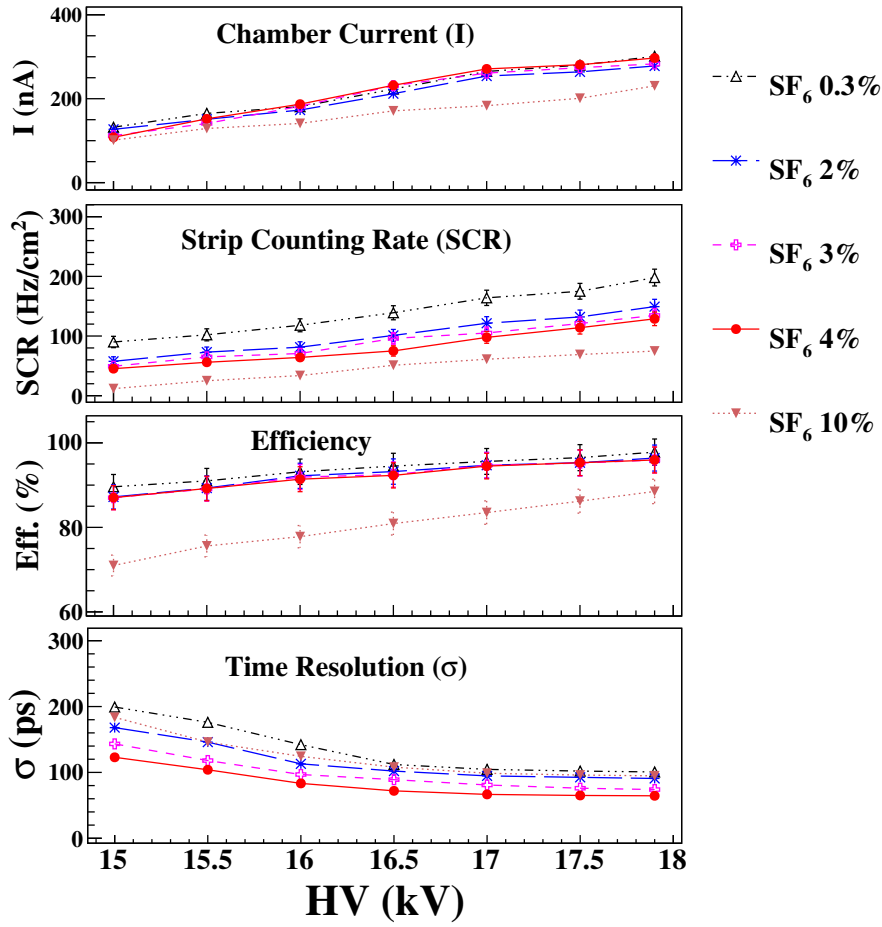 Chamber Current (I)
I (nA)
400
200
0
Strip Counting Rate (SCR)
SCR (Hz/cm²)
300
200
100
0
Efficiency
Eff. (%)
100
80
60
Time Resolution (σ)
σ (ps)
300
200
100
0
15 15.5 16 16.5 17 17.5 18
HV (kV)
SF₆ 0.3%
SF₆ 2%
SF₆ 3%
SF₆ 4%
SF₆ 10%